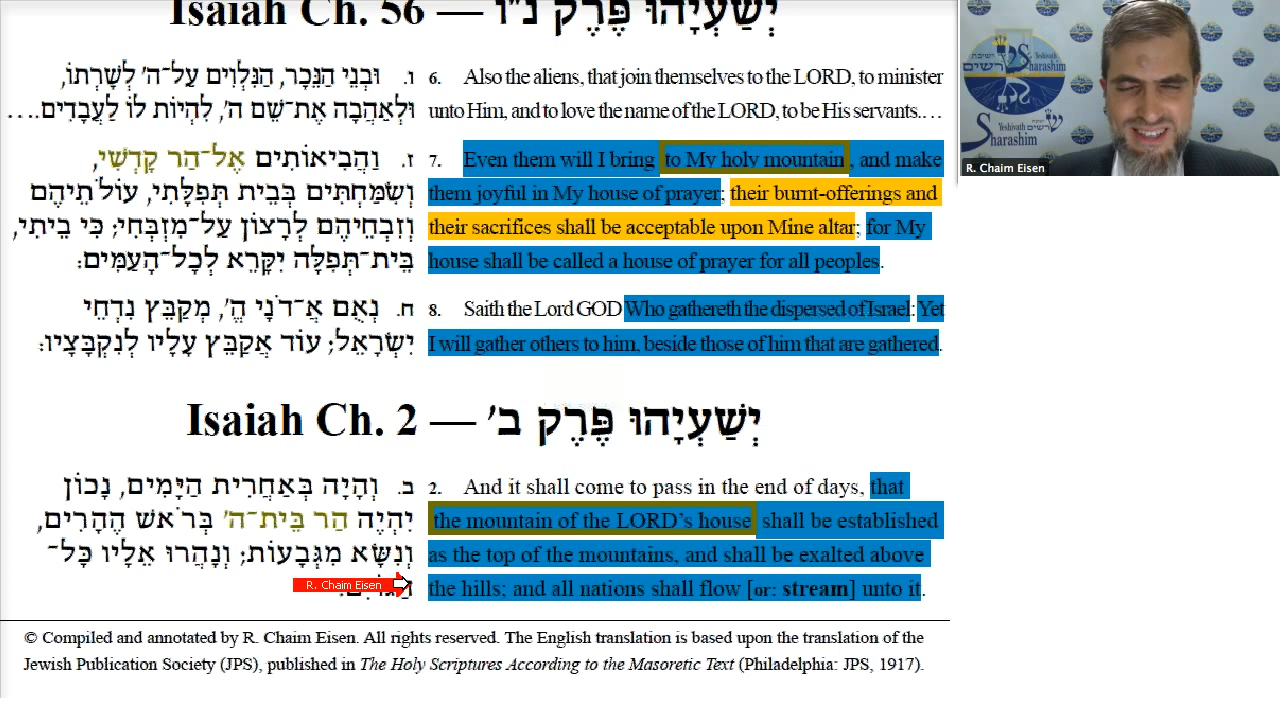 Isaiah Ch. 56 — יְשַׁעְיָהוּ פֶּרֶק נ"ו
ו. וּבְנֵי הַנֵּכָר, הַנִּלְוִים עַל־ה' לְשָׁרְתוֹ,
וּלְאַהֲבָה אֶת־שֵׁם ה', לִהְיוֹת לוֹ לַעֲבָדִים....
6. Also the aliens, that join themselves to the LORD, to minister
unto Him, and to love the name of the LORD, to be His servants.…
ז. וַהֲבִיאוֹתִים אֶל־הַר קָדְשִׁי,
וְשִׂמַּחְתִּים בְּבֵית תְּפִלָּתִי, עוֹלֹתֵיהֶם
וְזִבְחֵיהֶם לְרָצוֹן עַל־מִזְבְּחִי; כִּי בֵיתִי,
בֵּית־תְּפִלָּה יִקָּרֵא לְכָל־הָעַמִּים:
7. Even them will I bring to My holy mountain, and make
them joyful in My house of prayer; their burnt-offerings and
their sacrifices shall be acceptable upon Mine altar; for My
house shall be called a house of prayer for all peoples.
ח. נְאֻם אֲ־דֹנָי הֱ', מְקַבֵּץ נִדְחֵי
יִשְׂרָאֵל; עוֹד אֲקַבֵּץ עָלָיו לְנִקְבָּצָיו:
8. Saith the Lord GOD Who gathereth the dispersed of Israel: Yet
I will gather others to him, beside those of him that are gathered.
Isaiah Ch. 2 — יְשַׁעְיָהוּ פֶּרֶק ב'
ב. וְהָיָה בְּאַחֲרִית הַיָּמִים, נָכוֹן
יִהְיֶה הַר בֵּית־ה' בְּרֹאשׁ הֶהָרִים,
וְנִשָּׂא מִגְּבָעוֹת; וְנָהֲרוּ אֵלָיו כָּל־
R. Chaim Eisen
2. And it shall come to pass in the end of days, that
the mountain of the LORD's house shall be established
as the top of the mountains, and shall be exalted above
the hills; and all nations shall flow [or: stream] unto it.
© Compiled and annotated by R. Chaim Eisen. All rights reserved. The English translation is based upon the translation of the
Jewish Publication Society (JPS), published in The Holy Scriptures According to the Masoretic Text (Philadelphia: JPS, 1917).
Yeshivath
Sharashim
ישיבת
שרשים
Yeshivath
Sharashim
R. Chaim Eisen